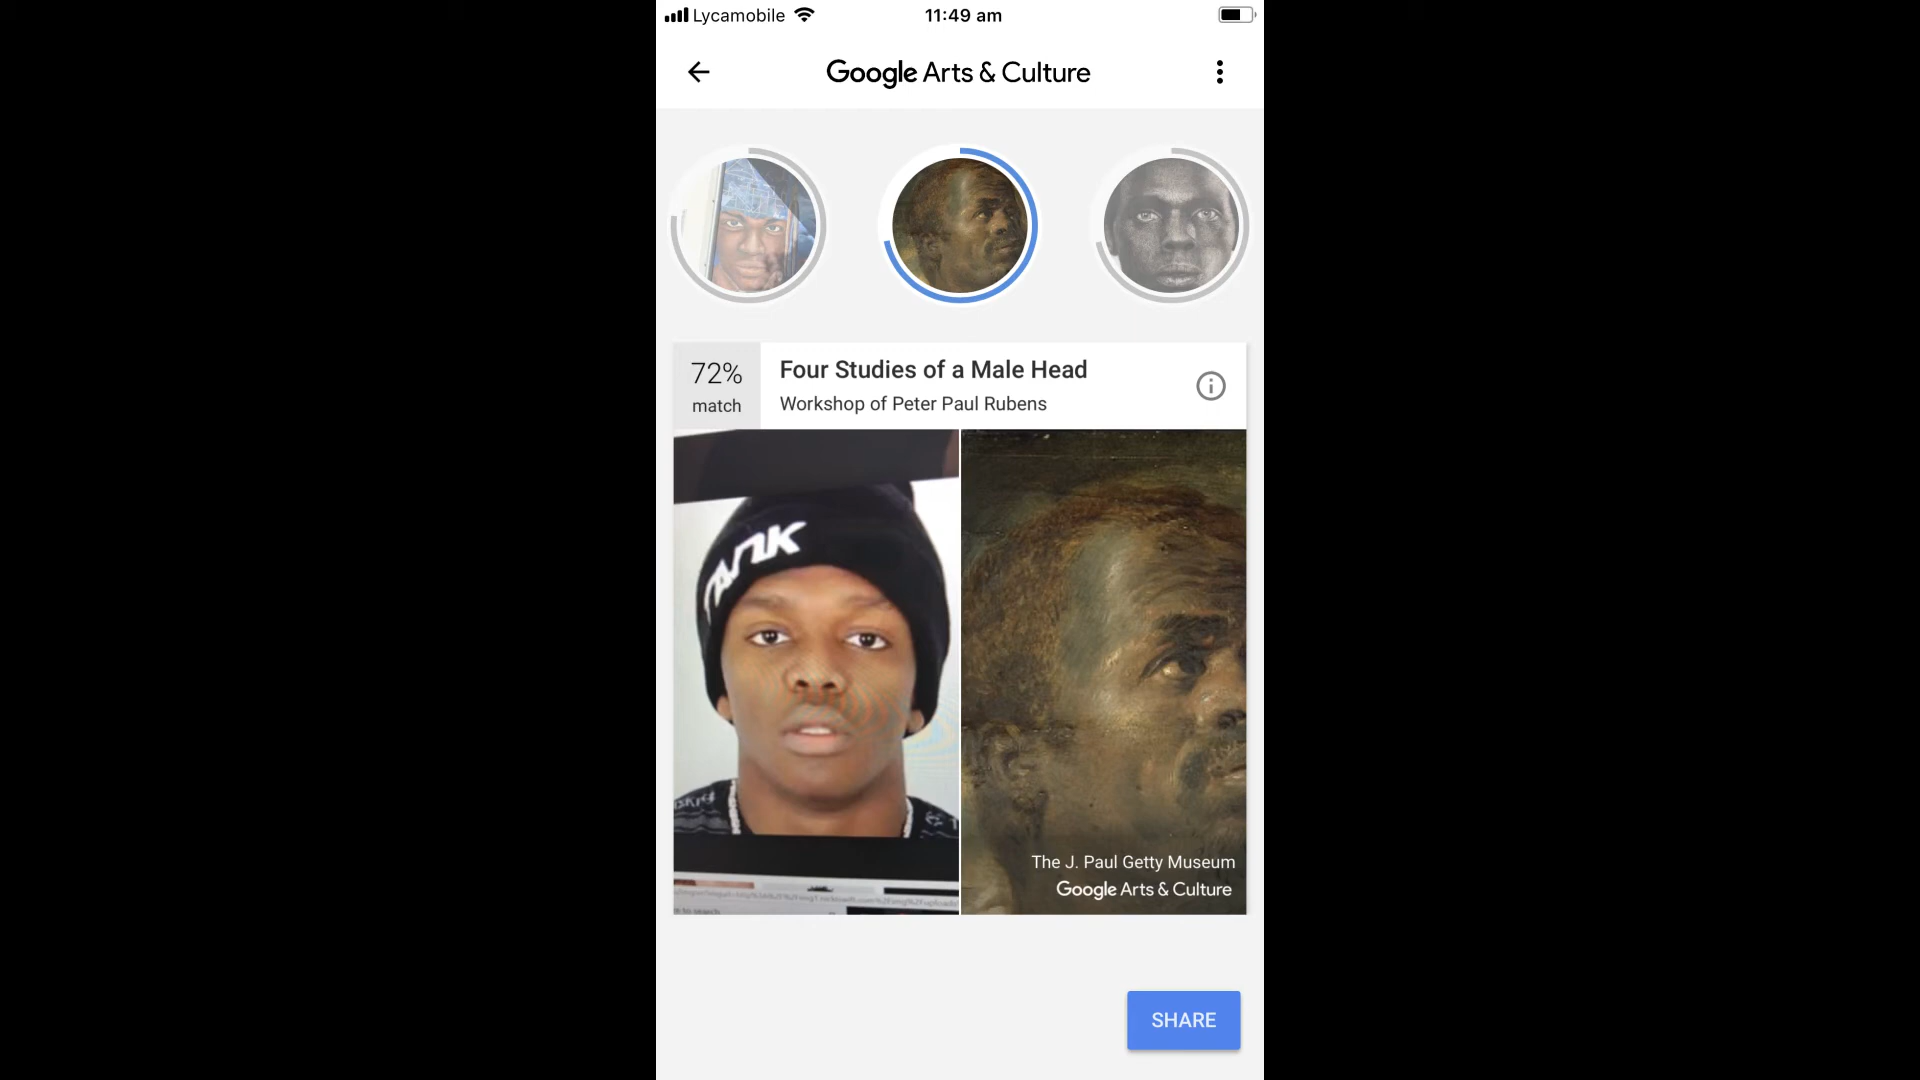 Lycamobile
11:49 am
Google Arts & Culture
72%
match
Four Studies of a Male Head
Workshop of Peter Paul Rubens
The J. Paul Getty Museum
Google Arts & Culture
SHARE